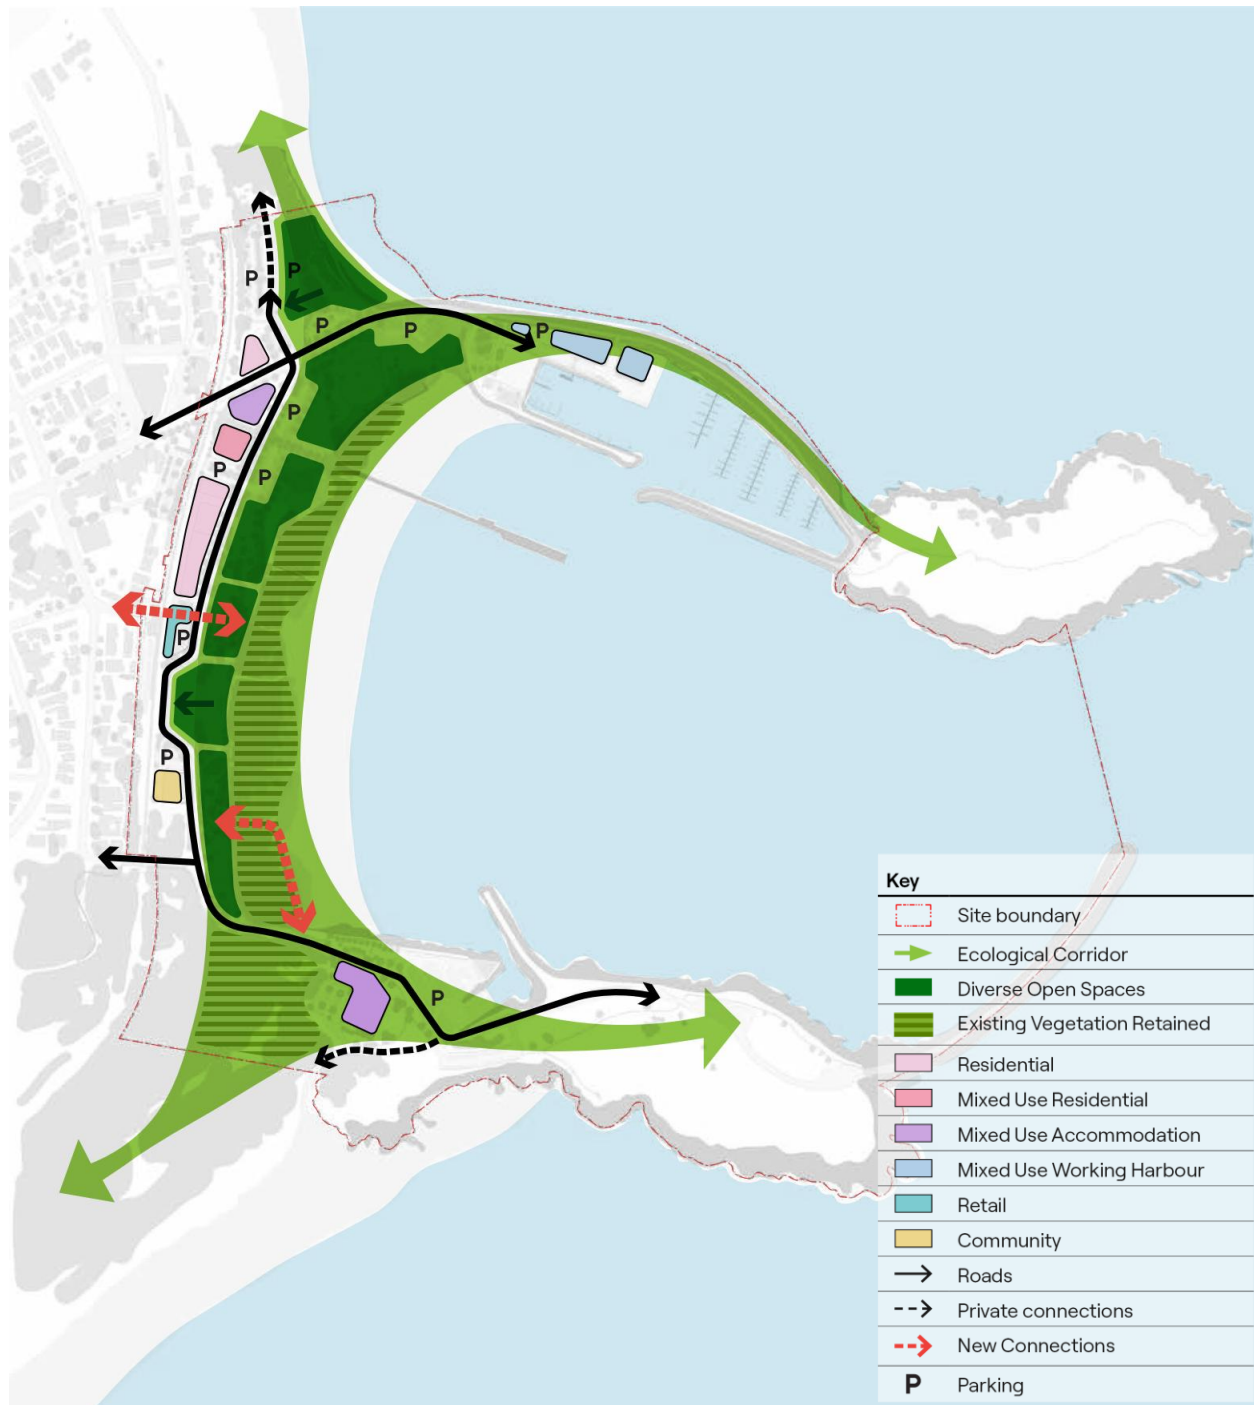 P
P
P
P
P
P
P
P
P
P
P
Key
Site boundary
Ecological Corridor
Diverse Open Spaces
Existing Vegetation Retained
Residential
Mixed Use Residential
Mixed Use Accommodation
Mixed Use Working Harbour
Retail
Community
Roads
Private connections
New Connections
P Parking